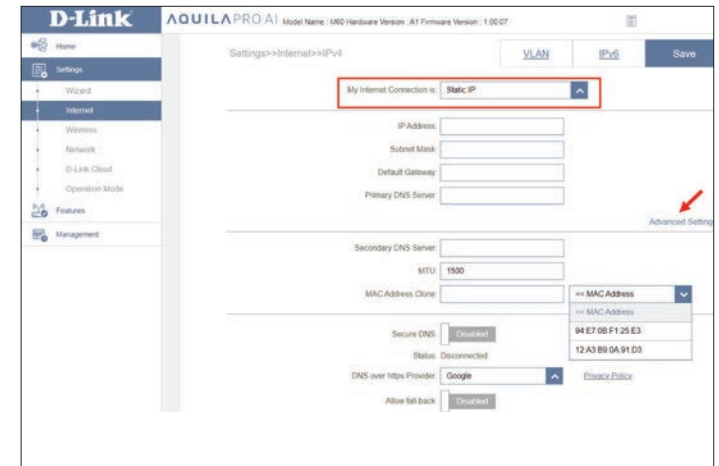 D-Link
AQUILA PRO AI Model Name : M60 Hardware Version : A1 Firmware Version : 1.00.07
Home
Settings
Wizard
Internet
Wireless
Network
D-Link Cloud
Operation Mode
Features
Management
Settings>>Internet>>IPv4
VLAN
IPv6
Save
My Internet Connection is: Static IP
IP Address:
Subnet Mask:
Default Gateway:
Primary DNS Server:
Advanced Setting
Secondary DNS Server:
MTU: 1500
MAC Address Clone: << MAC Address
<< MAC Address
94:E7:0B:F1:25:E3
12:A3:B9:0A:91:D3
Secure DNS: Disabled
Status: Disconnected
DNS over https Provider: Google Privacy Policy
Allow fall-back: Disabled